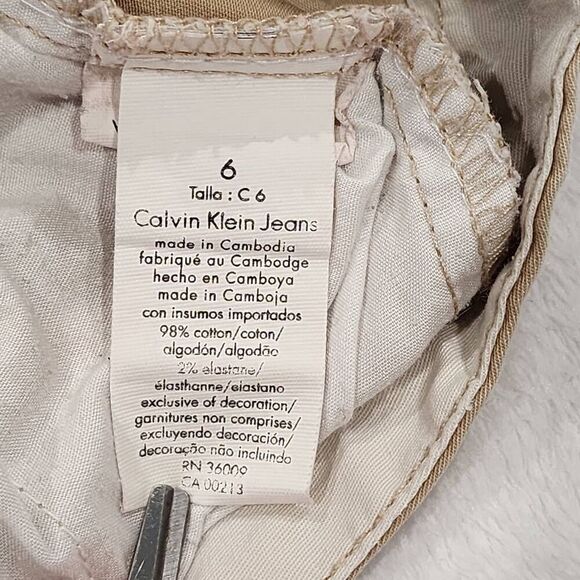 6
Talla : C 6
Calvin Klein Jeans
made in Cambodia
fabriqué au Cambodge
hecho en Camboya
made in Camboja
con insumos importados
98% cotton/coton/
algodón/algodão
2% elastane/
élasthanne/elastano
exclusive of decoration/
garnitures non comprises/
excluyendo decoración/
decoração não incluindo
RN 36009
CA 00213